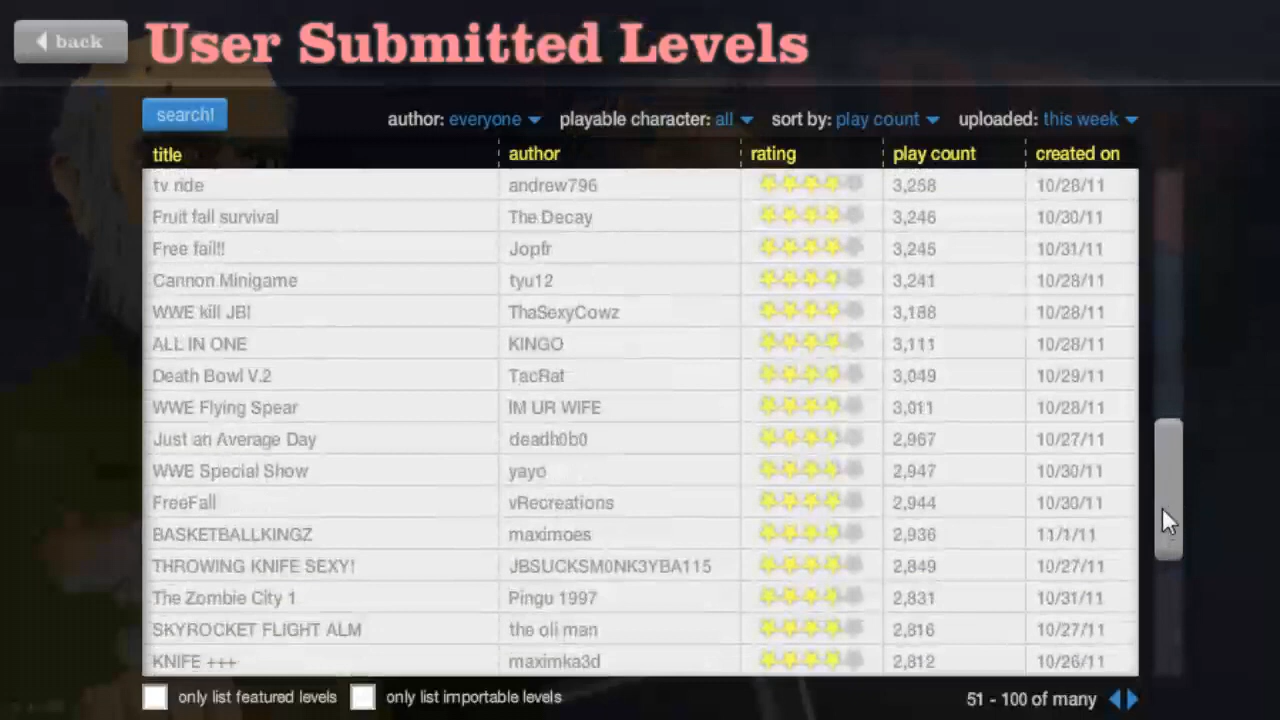 back
User Submitted Levels
search! author: everyone playable character: all sort by: play count uploaded: this week
title author rating play count created on
tv ride andrew796 3,258 10/28/11
Fruit fall survival The Decay 3,246 10/30/11
Free fail!! Jopfr 3,245 10/31/11
Cannon Minigame tyu12 3,241 10/28/11
WWE kill JB! ThaSexyCowz 3,188 10/28/11
ALL IN ONE KINGO 3,111 10/28/11
Death Bowl V.2 TacRat 3,049 10/29/11
WWE Flying Spear IM UR WIFE 3,011 10/28/11
Just an Average Day deadh0b0 2,967 10/27/11
WWE Special Show yayo 2,947 10/30/11
FreeFall vRecreations 2,944 10/30/11
BASKETBALLKINGZ maximoes 2,936 11/1/11
THROWING KNIFE SEXY! JBSUCKSM0NK3YBA115 2,849 10/27/11
The Zombie City 1 Pingu 1997 2,831 10/31/11
SKYROCKET FLIGHT ALM the oli man 2,816 10/27/11
KNIFE +++ maximka3d 2,812 10/26/11
only list featured levels only list importable levels 51 - 100 of many